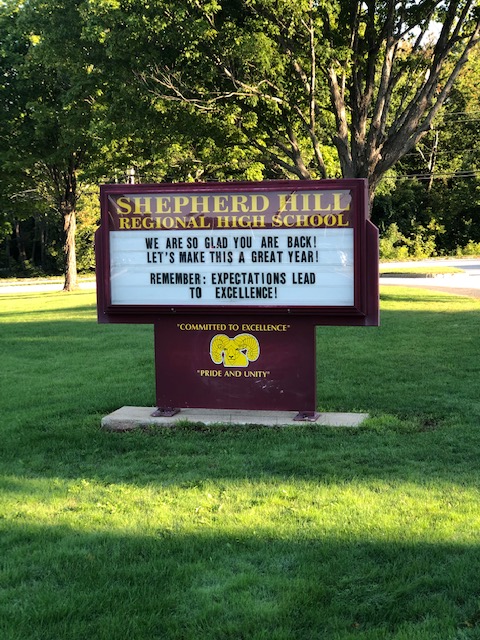 SHEPHERD HILL
REGIONAL HIGH SCHOOL
WE ARE SO GLAD YOU ARE BACK!
LET'S MAKE THIS A GREAT YEAR!
REMEMBER: EXPECTATIONS LEAD
TO EXCELLENCE!
"COMMITTED TO EXCELLENCE"
"PRIDE AND UNITY"